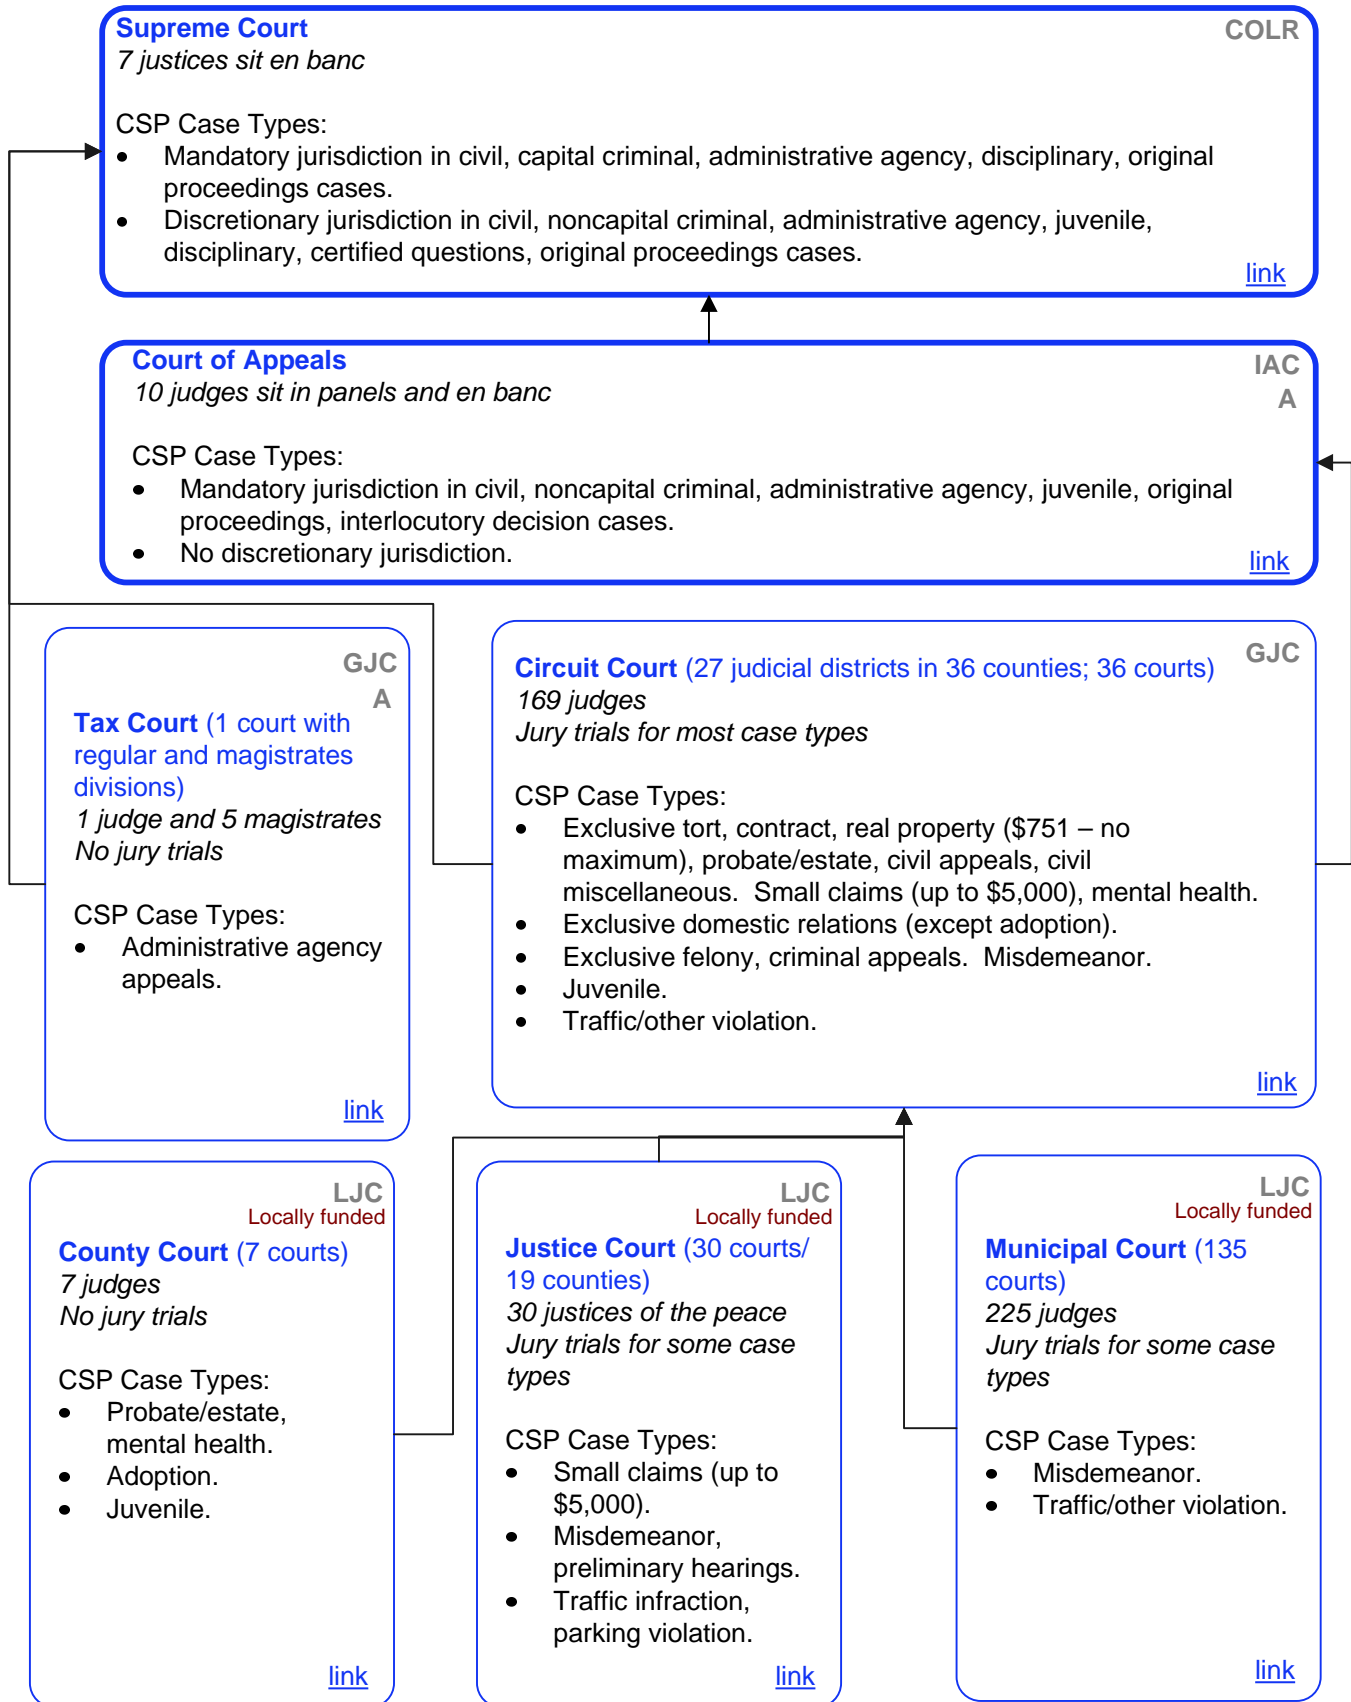 Supreme Court
COLR
7 justices sit en banc
CSP Case Types:
• Mandatory jurisdiction in civil, capital criminal, administrative agency, disciplinary, original
proceedings cases.
• Discretionary jurisdiction in civil, noncapital criminal, administrative agency, juvenile,
disciplinary, certified questions, original proceedings cases.
link
Court of Appeals
IAC
10 judges sit in panels and en banc
A
CSP Case Types:
• Mandatory jurisdiction in civil, noncapital criminal, administrative agency, juvenile, original
proceedings, interlocutory decision cases.
• No discretionary jurisdiction.
link
GJC
A
Tax Court (1 court with
regular and magistrates
divisions)
1 judge and 5 magistrates
No jury trials
CSP Case Types:
• Administrative agency
appeals.
link
GJC
Circuit Court (27 judicial districts in 36 counties; 36 courts)
169 judges
Jury trials for most case types
CSP Case Types:
• Exclusive tort, contract, real property ($751 – no
maximum), probate/estate, civil appeals, civil
miscellaneous.  Small claims (up to $5,000), mental health.
• Exclusive domestic relations (except adoption).
• Exclusive felony, criminal appeals.  Misdemeanor.
• Juvenile.
• Traffic/other violation.
link
LJC
Locally funded
County Court (7 courts)
7 judges
No jury trials
CSP Case Types:
• Probate/estate,
mental health.
• Adoption.
• Juvenile.
link
LJC
Locally funded
Justice Court (30 courts/
19 counties)
30 justices of the peace
Jury trials for some case
types
CSP Case Types:
• Small claims (up to
$5,000).
• Misdemeanor,
preliminary hearings.
• Traffic infraction,
parking violation.
link
LJC
Locally funded
Municipal Court (135
courts)
225 judges
Jury trials for some case
types
CSP Case Types:
• Misdemeanor.
• Traffic/other violation.
link